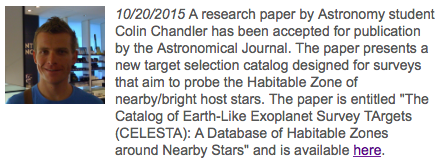 10/20/2015 A research paper by Astronomy student
Colin Chandler has been accepted for publication
by the Astronomical Journal. The paper presents a
new target selection catalog designed for surveys
that aim to probe the Habitable Zone of
nearby/bright host stars. The paper is entitled "The
Catalog of Earth-Like Exoplanet Survey TArgets
(CELESTA): A Database of Habitable Zones
around Nearby Stars" and is available here.